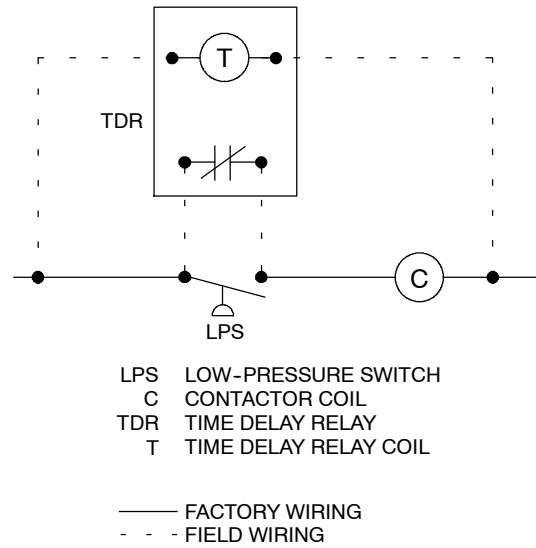 T
TDR
C
LPS
LPS LOW-PRESSURE SWITCH
C CONTACTOR COIL
TDR TIME DELAY RELAY
T TIME DELAY RELAY COIL
FACTORY WIRING
FIELD WIRING